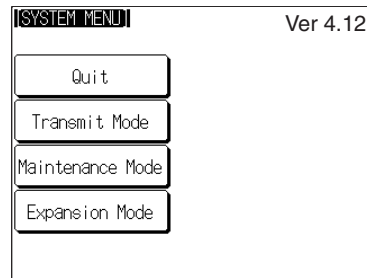 [SYSTEM MENU]
Ver 4.12
Quit
Transmit Mode
Maintenance Mode
Expansion Mode